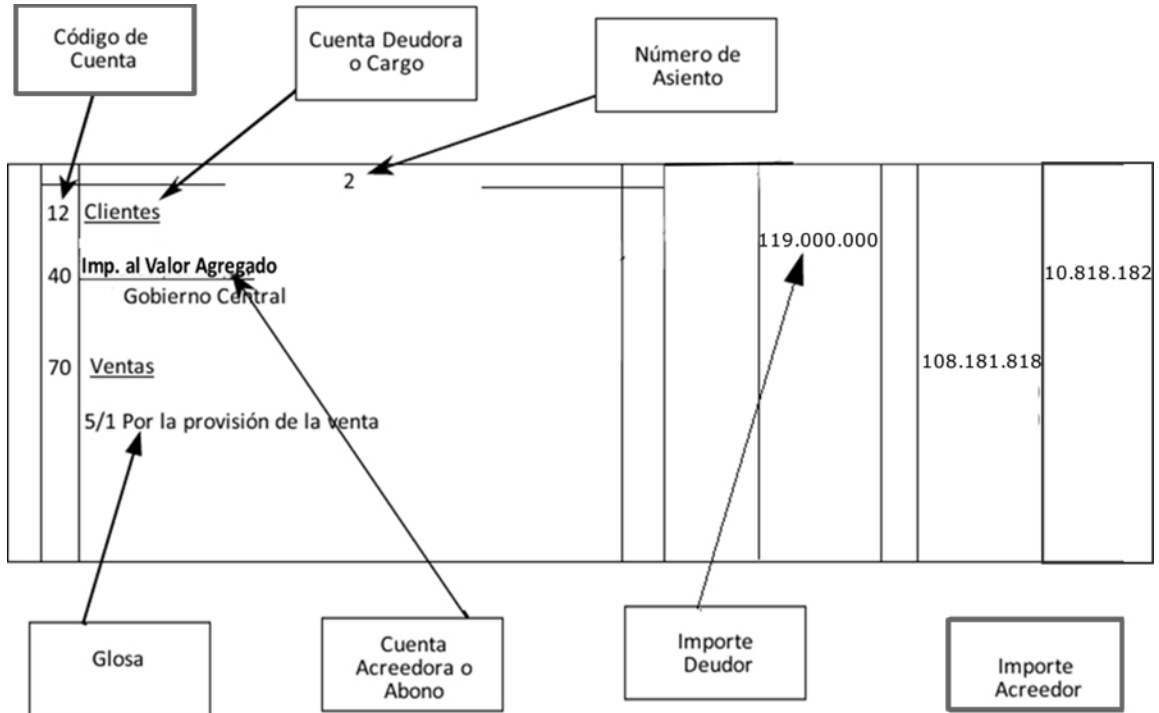 Código de
Cuenta
Cuenta Deudora
o Cargo
Número de
Asiento
2
12 Clientes
119.000.000
40 Imp. al Valor Agregado
10.818.182
Gobierno Central
70 Ventas
108.181.818
5/1 Por la provisión de la venta
Glosa
Cuenta
Acreedora o
Abono
Importe
Deudor
Importe
Acreedor